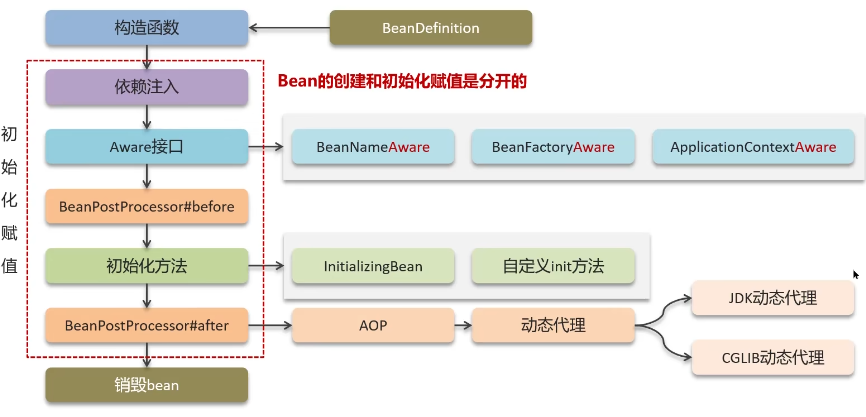 构造函数
BeanDefinition
依赖注入
Bean的创建和初始化赋值是分开的
初始化赋值
Aware接口
BeanNameAware
BeanFactoryAware
ApplicationContextAware
BeanPostProcessor#before
初始化方法
InitializingBean
自定义init方法
BeanPostProcessor#after
AOP
动态代理
JDK动态代理
CGLIB动态代理
销毁bean